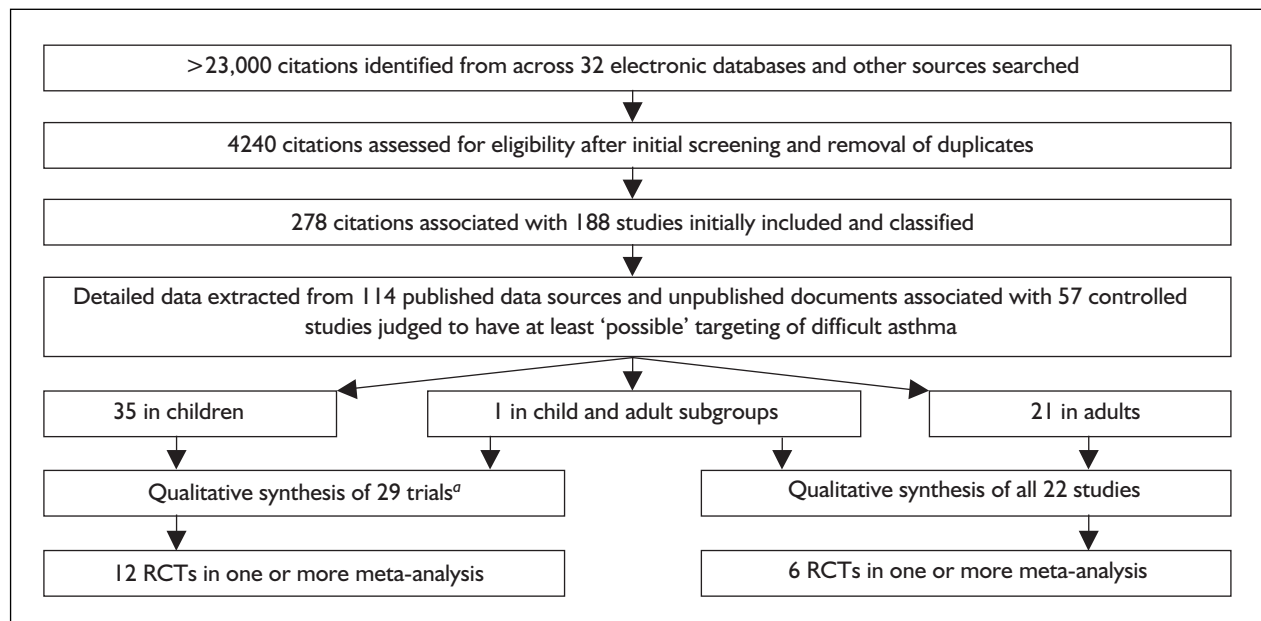 >23,000 citations identified from across 32 electronic databases and other sources searched
4240 citations assessed for eligibility after initial screening and removal of duplicates
278 citations associated with 188 studies initially included and classified
Detailed data extracted from 114 published data sources and unpublished documents associated with 57 controlled
studies judged to have at least ‘possible’ targeting of difficult asthma
35 in children
1 in child and adult subgroups
21 in adults
Qualitative synthesis of 29 trialsᵃ
Qualitative synthesis of all 22 studies
12 RCTs in one or more meta-analysis
6 RCTs in one or more meta-analysis